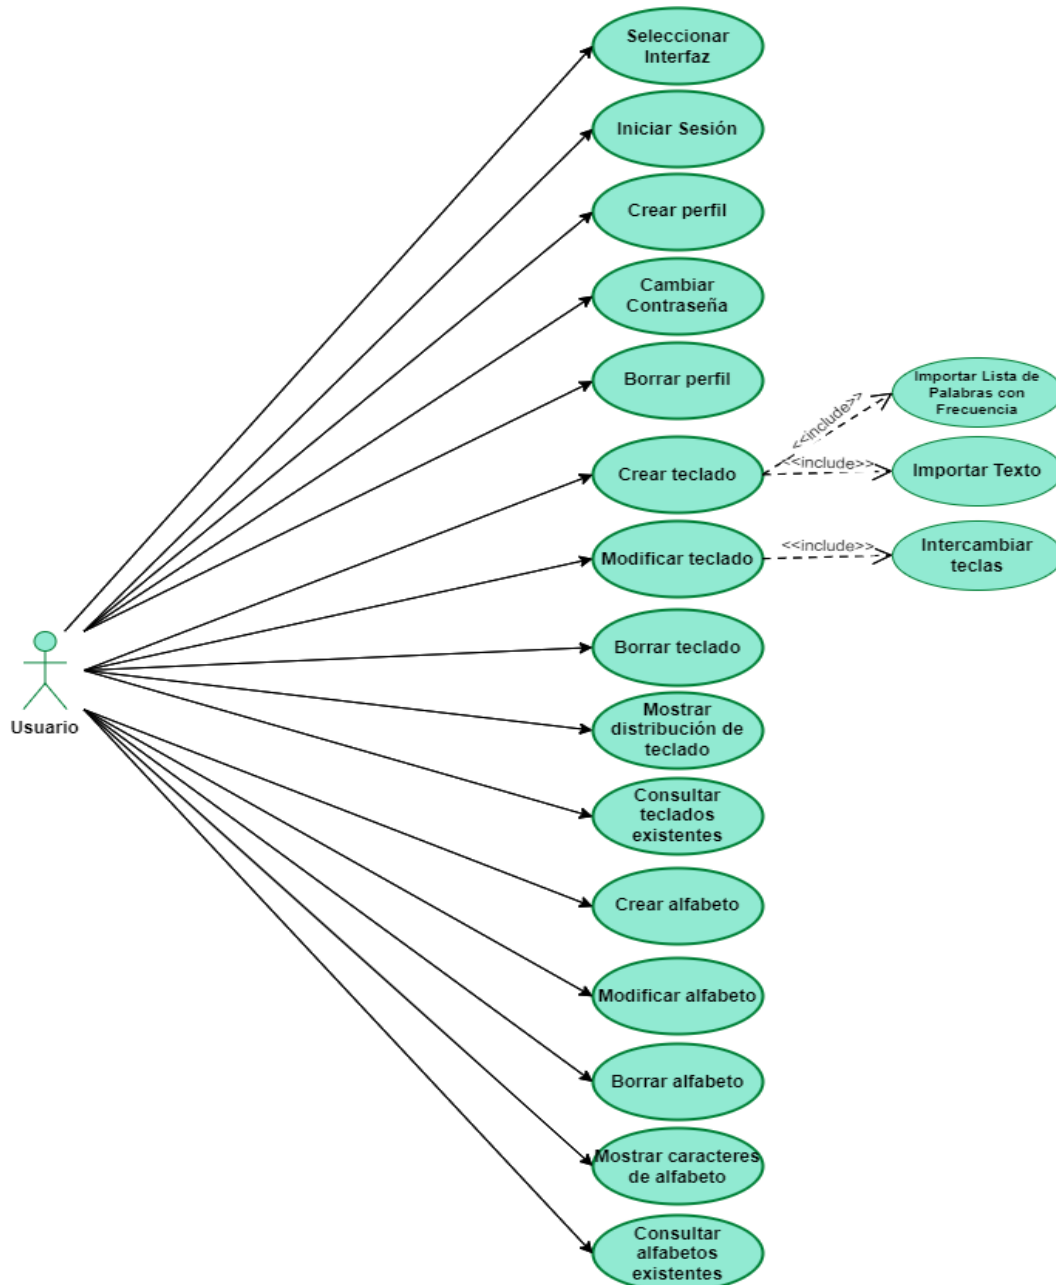 Seleccionar
Interfaz
Iniciar Sesión
Crear perfil
Cambiar
Contraseña
Borrar perfil
Importar Lista de
Palabras con
Frecuencia
<<include>>
Crear teclado
<<include>>
Importar Texto
Modificar teclado
<<include>>
Intercambiar
teclas
Borrar teclado
Usuario
Mostrar
distribución de
teclado
Consultar
teclados
existentes
Crear alfabeto
Modificar alfabeto
Borrar alfabeto
Mostrar caracteres
de alfabeto
Consultar
alfabetos
existentes